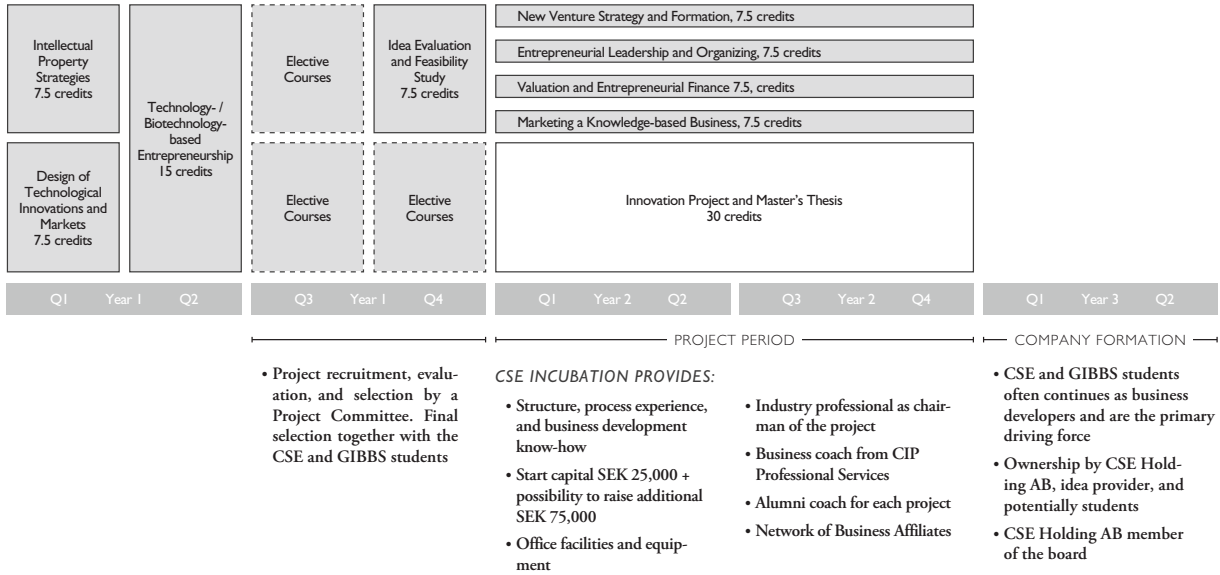 Intellectual
Property
Strategies
7.5 credits
Design of
Technological
Innovations and
Markets
7.5 credits
Technology- /
Biotechnology-
based
Entrepreneurship
15 credits
Elective
Courses
Elective
Courses
Idea Evaluation
and Feasibility
Study
7.5 credits
Elective
Courses
New Venture Strategy and Formation, 7.5 credits
Entrepreneurial Leadership and Organizing, 7.5 credits
Valuation and Entrepreneurial Finance 7.5, credits
Marketing a Knowledge-based Business, 7.5 credits
Innovation Project and Master's Thesis
30 credits
Q1 Year 1 Q2
Q3 Year 1 Q4
Q1 Year 2 Q2
Q3 Year 2 Q4
Q1 Year 3 Q2
PROJECT PERIOD
COMPANY FORMATION
• Project recruitment, evalu-
ation, and selection by a
Project Committee. Final
selection together with the
CSE and GIBBS students
CSE INCUBATION PROVIDES:
• Structure, process experience,
and business development
know-how
• Start capital SEK 25,000 +
possibility to raise additional
SEK 75,000
• Office facilities and equip-
ment
• Industry professional as chair-
man of the project
• Business coach from CIP
Professional Services
• Alumni coach for each project
• Network of Business Affiliates
• CSE and GIBBS students
often continues as business
developers and are the primary
driving force
• Ownership by CSE Hold-
ing AB, idea provider, and
potentially students
• CSE Holding AB member
of the board